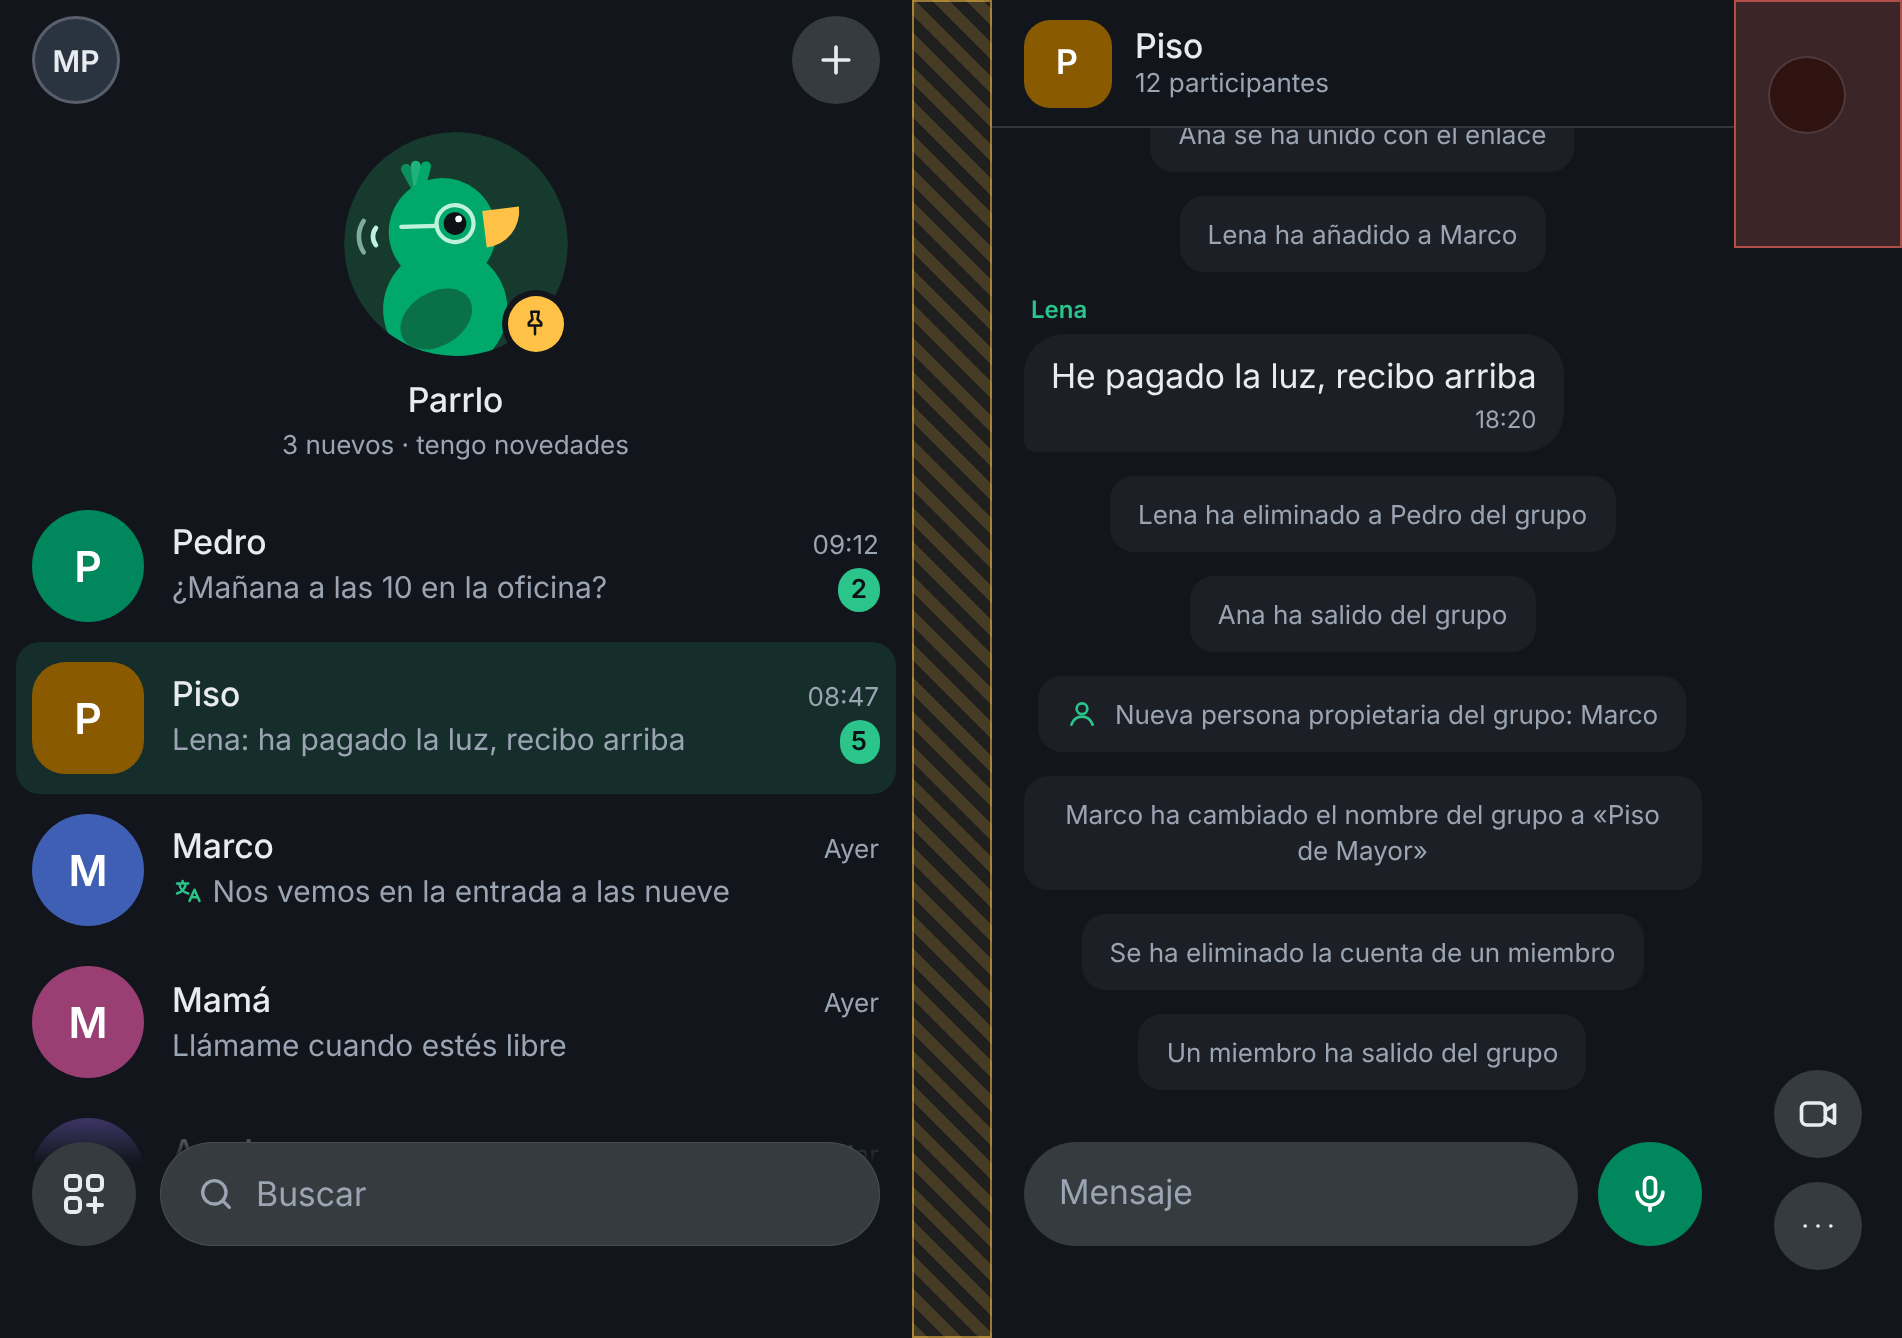 MP
Parrlo
3 nuevos · tengo novedades
P
Pedro
09:12
¿Mañana a las 10 en la oficina?
2
P
Piso
08:47
Lena: ha pagado la luz, recibo arriba
5
M
Marco
Ayer
Nos vemos en la entrada a las nueve
M
Mamá
Ayer
Llámame cuando estés libre
Buscar
P
Piso
12 participantes
Ana se ha unido con el enlace
Lena ha añadido a Marco
Lena
He pagado la luz, recibo arriba
18:20
Lena ha eliminado a Pedro del grupo
Ana ha salido del grupo
Nueva persona propietaria del grupo: Marco
Marco ha cambiado el nombre del grupo a «Piso
de Mayor»
Se ha eliminado la cuenta de un miembro
Un miembro ha salido del grupo
Mensaje